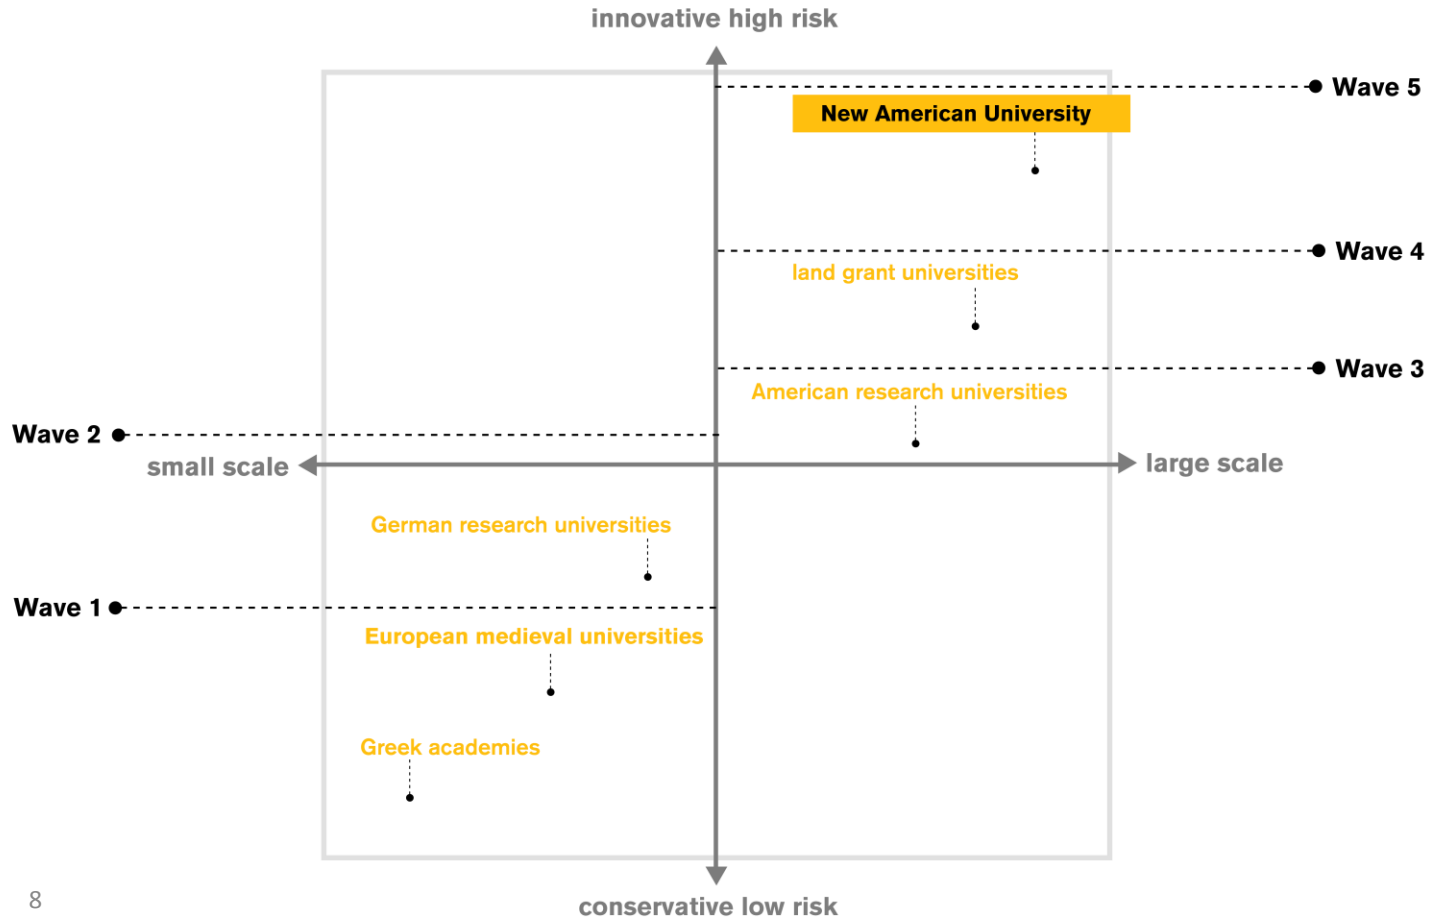 innovative high risk
Wave 5
New American University
Wave 4
land grant universities
Wave 3
American research universities
Wave 2
small scale
large scale
German research universities
Wave 1
European medieval universities
Greek academies
8
conservative low risk